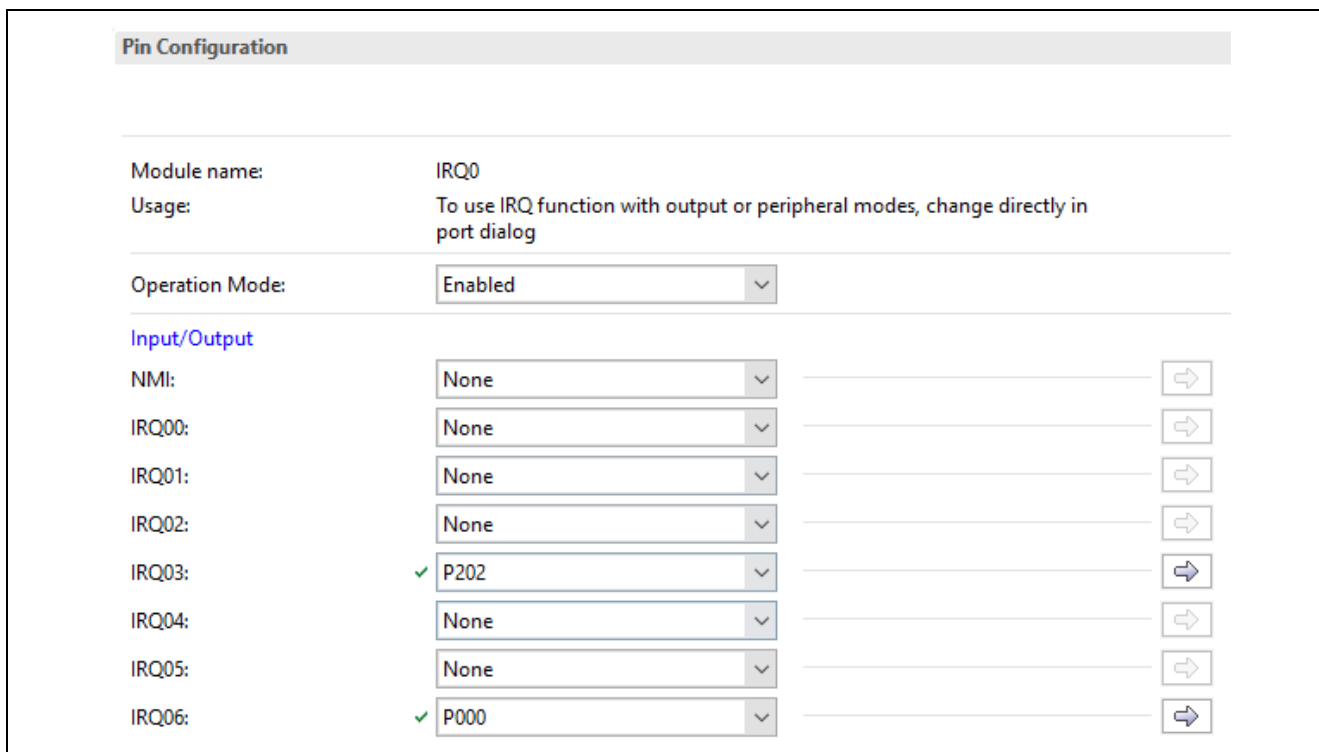 Pin Configuration
Module name: IRQ0
Usage: To use IRQ function with output or peripheral modes, change directly in
port dialog
Operation Mode: Enabled
Input/Output
NMI: None
IRQ00: None
IRQ01: None
IRQ02: None
IRQ03: P202
IRQ04: None
IRQ05: None
IRQ06: P000